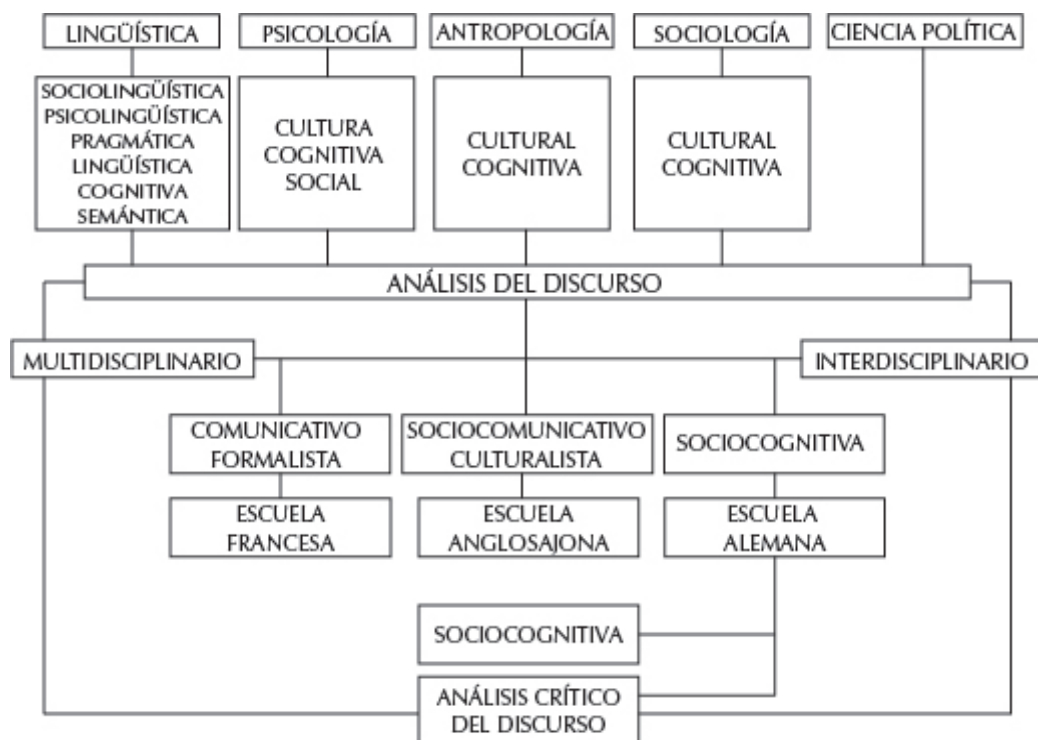 LINGÜÍSTICA
PSICOLOGÍA
ANTROPOLOGÍA
SOCIOLOGÍA
CIENCIA POLÍTICA
SOCIOLINGÜÍSTICA
PSICOLINGÜÍSTICA
PRAGMÁTICA
LINGÜÍSTICA
COGNITIVA
SEMÁNTICA
CULTURA
COGNITIVA
SOCIAL
CULTURAL
COGNITIVA
CULTURAL
COGNITIVA
ANÁLISIS DEL DISCURSO
MULTIDISCIPLINARIO
INTERDISCIPLINARIO
COMUNICATIVO
FORMALISTA
SOCIOCOMUNICATIVO
CULTURALISTA
SOCIOCOGNITIVA
ESCUELA
FRANCESA
ESCUELA
ANGLOSAJONA
ESCUELA
ALEMANA
SOCIOCOGNITIVA
ANÁLISIS CRÍTICO
DEL DISCURSO